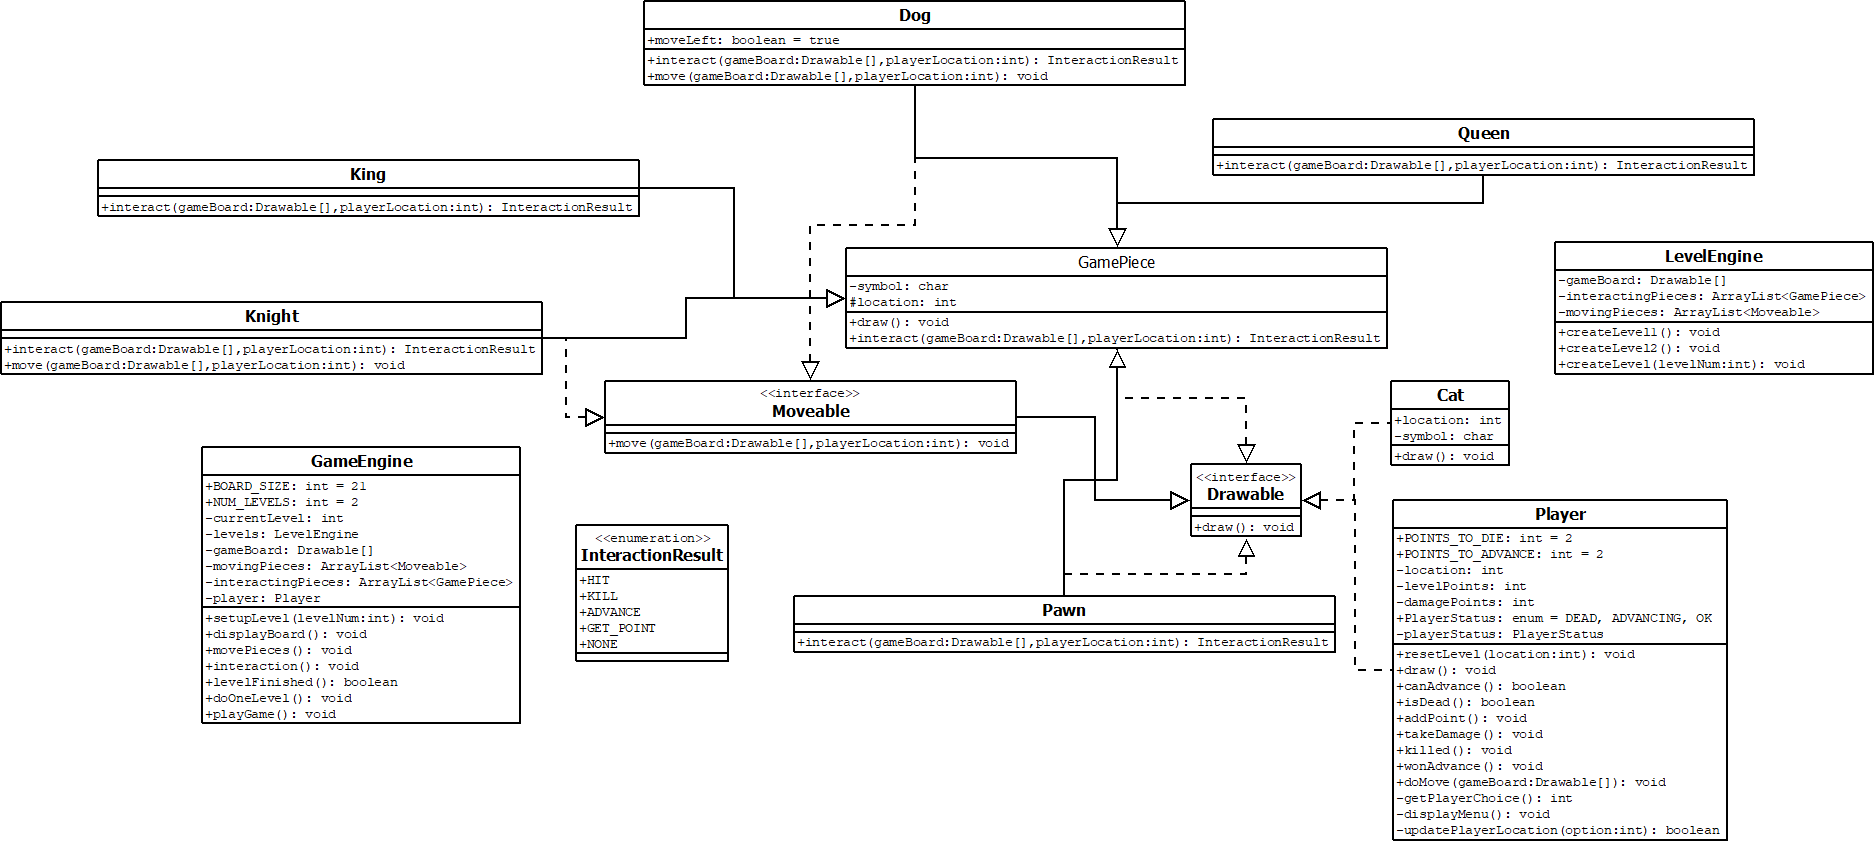 Dog
+moveLeft: boolean = true
+interact(gameBoard:Drawable[],playerLocation:int): InteractionResult
+move(gameBoard:Drawable[],playerLocation:int): void
Queen
+interact(gameBoard:Drawable[],playerLocation:int): InteractionResult
King
+interact(gameBoard:Drawable[],playerLocation:int): InteractionResult
GamePiece
-symbol: char
#location: int
+draw(): void
+interact(gameBoard:Drawable[],playerLocation:int): InteractionResult
LevelEngine
-gameBoard: Drawable[]
-interactingPieces: ArrayList<GamePiece>
-movingPieces: ArrayList<Moveable>
+createLevel1(): void
+createLevel2(): void
+createLevel(levelNum:int): void
Knight
+interact(gameBoard:Drawable[],playerLocation:int): InteractionResult
+move(gameBoard:Drawable[],playerLocation:int): void
<<interface>>
Moveable
+move(gameBoard:Drawable[],playerLocation:int): void
Cat
+location: int
-symbol: char
+draw(): void
GameEngine
+BOARD_SIZE: int = 21
+NUM_LEVELS: int = 2
-currentLevel: int
-levels: LevelEngine
-gameBoard: Drawable[]
-movingPieces: ArrayList<Moveable>
-interactingPieces: ArrayList<GamePiece>
-player: Player
+setupLevel(levelNum:int): void
+displayBoard(): void
+movePieces(): void
+interaction(): void
+levelFinished(): boolean
+doOneLevel(): void
+playGame(): void
<<interface>>
Drawable
+draw(): void
<<enumeration>>
InteractionResult
+HIT
+KILL
+ADVANCE
+GET_POINT
+NONE
Pawn
+interact(gameBoard:Drawable[],playerLocation:int): InteractionResult
Player
+POINTS_TO_DIE: int = 2
+POINTS_TO_ADVANCE: int = 2
-location: int
-levelPoints: int
-damagePoints: int
+PlayerStatus: enum = DEAD, ADVANCING, OK
-playerStatus: PlayerStatus
+resetLevel(location:int): void
+draw(): void
+canAdvance(): boolean
+isDead(): boolean
+addPoint(): void
+takeDamage(): void
+killed(): void
+wonAdvance(): void
+doMove(gameBoard:Drawable[]): void
-getPlayerChoice(): int
-displayMenu(): void
-updatePlayerLocation(option:int): boolean